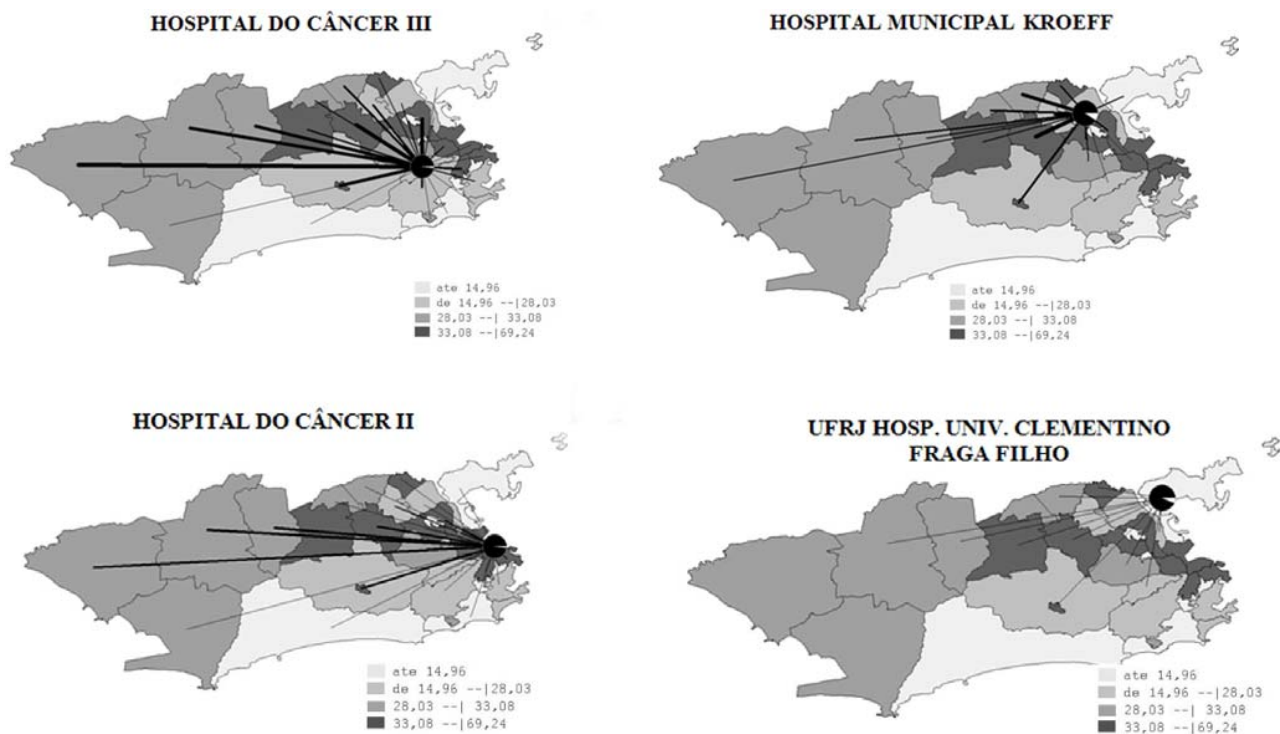 HOSPITAL DO CÂNCER III
ate 14,96
de 14,96 --|28,03
28,03 --| 33,08
33,08 --|69,24
HOSPITAL MUNICIPAL KROEFF
ate 14,96
de 14,96 --|28,03
28,03 --| 33,08
33,08 --|69,24
HOSPITAL DO CÂNCER II
ate 14,96
de 14,96 --|28,03
28,03 --| 33,08
33,08 --|69,24
UFRJ HOSP. UNIV. CLEMENTINO
FRAGA FILHO
ate 14,96
de 14,96 --|28,03
28,03 --| 33,08
33,08 --|69,24